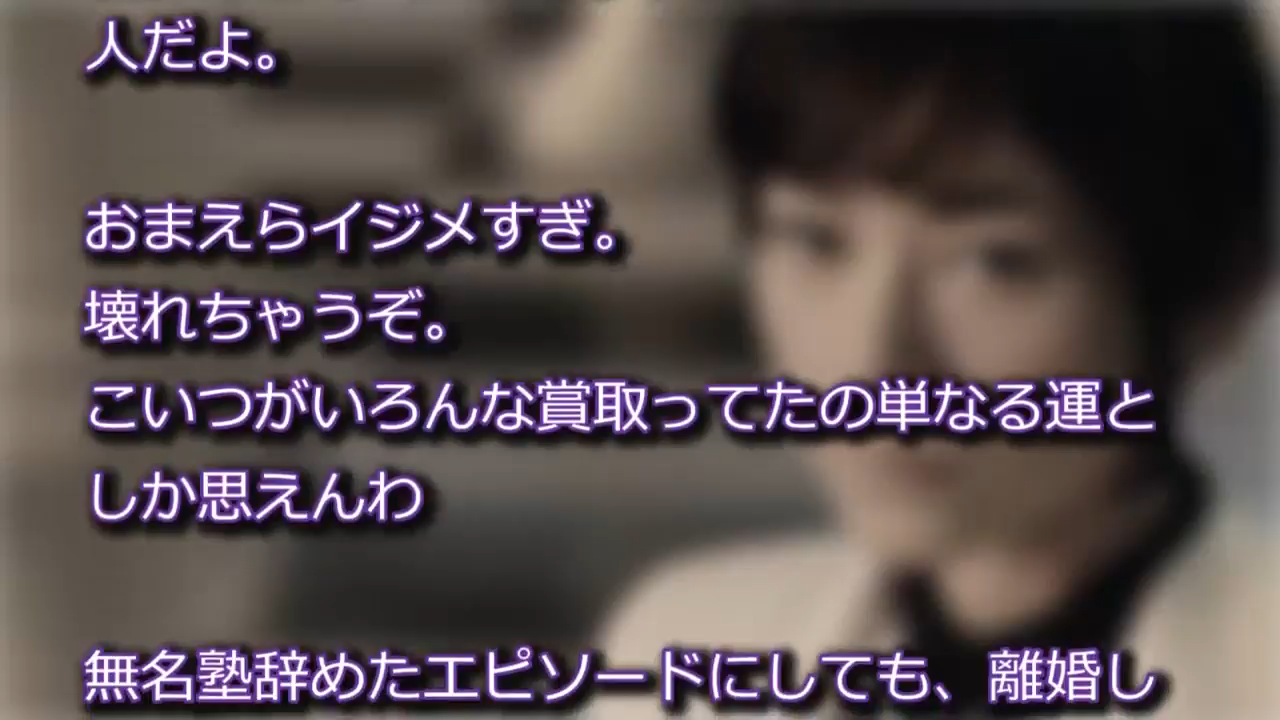 人だよ。
おまえらイジメすぎ。
壊れちゃうぞ。
こいつがいろんな賞取ってたの単なる運と
しか思えんわ
無名塾辞めたエピソードにしても、離婚し